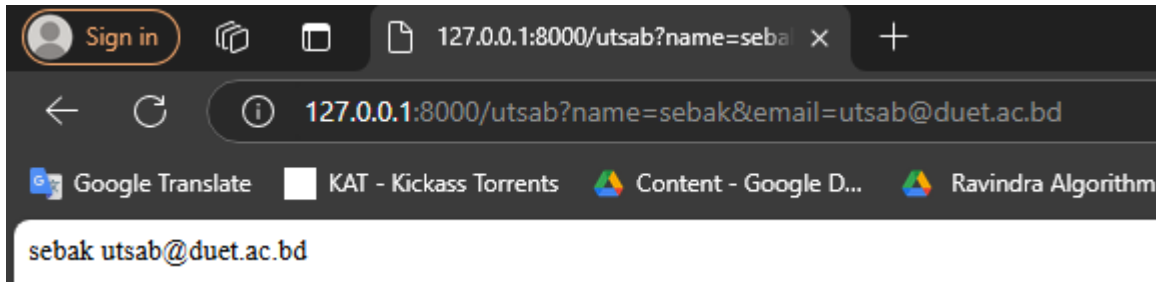 Sign in 127.0.0.1:8000/utsab?name=seba
127.0.0.1:8000/utsab?name=sebak&email=utsab@duet.ac.bd
Google Translate KAT - Kickass Torrents Content - Google D... Ravindra Algorithm
sebak utsab@duet.ac.bd